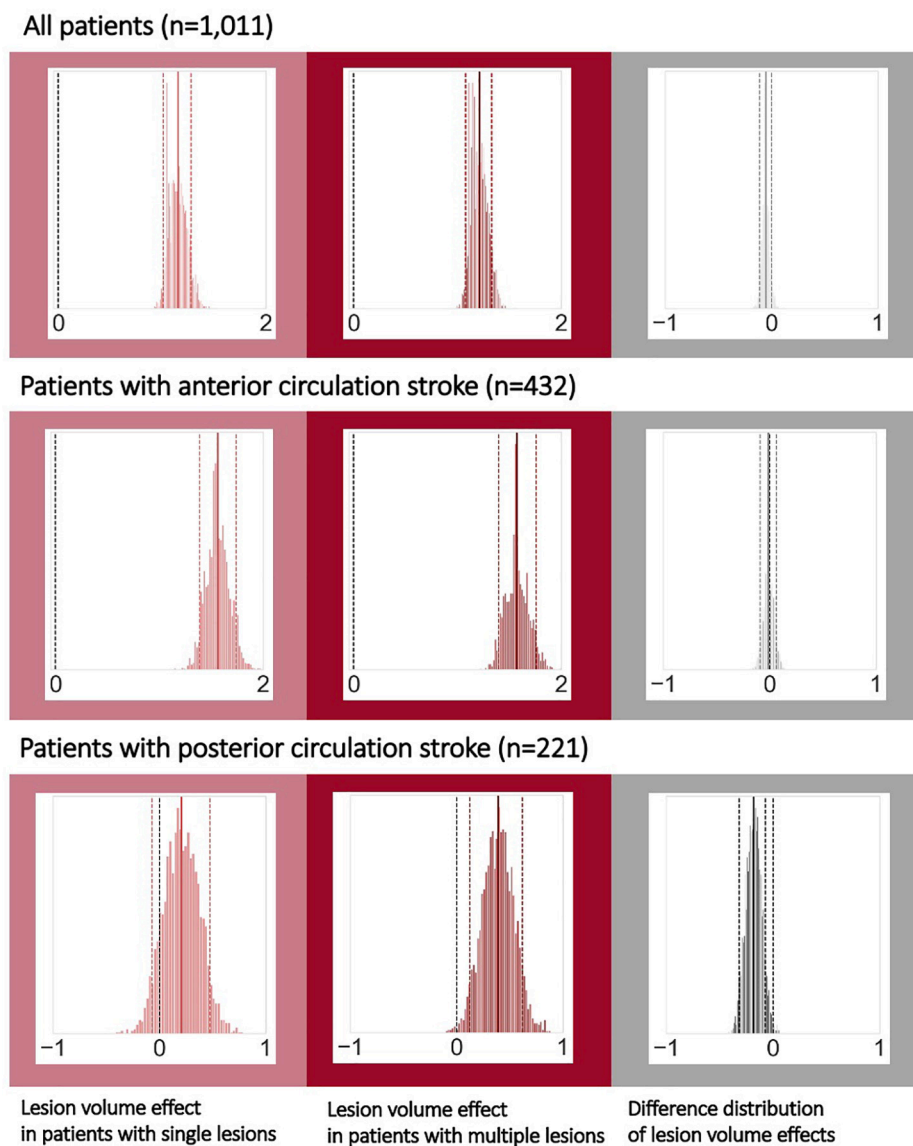 All patients (n=1,011)
0 2 0 2 −1 0 1
Patients with anterior circulation stroke (n=432)
0 2 0 2 −1 0 1
Patients with posterior circulation stroke (n=221)
−1 0 1 −1 0 1 −1 0 1
Lesion volume effect
in patients with single lesions
Lesion volume effect
in patients with multiple lesions
Difference distribution
of lesion volume effects